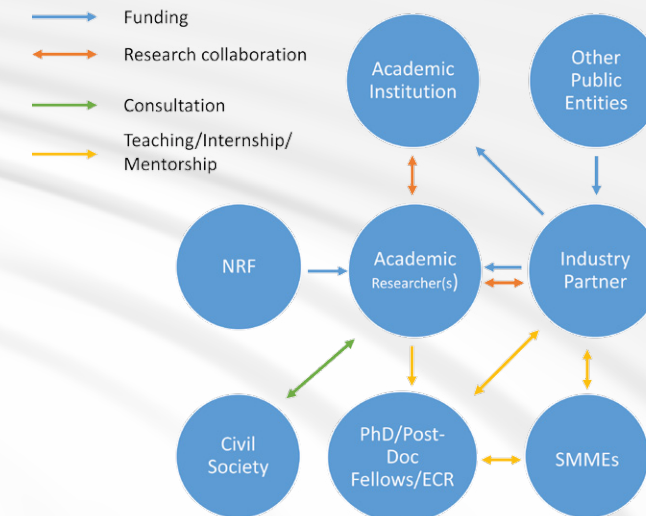 Funding
Research collaboration
Consultation
Teaching/Internship/
Mentorship
Academic
Institution
Other
Public
Entities
NRF
Academic
Researcher(s)
Industry
Partner
Civil
Society
PhD/Post-
Doc
Fellows/ECR
SMMEs